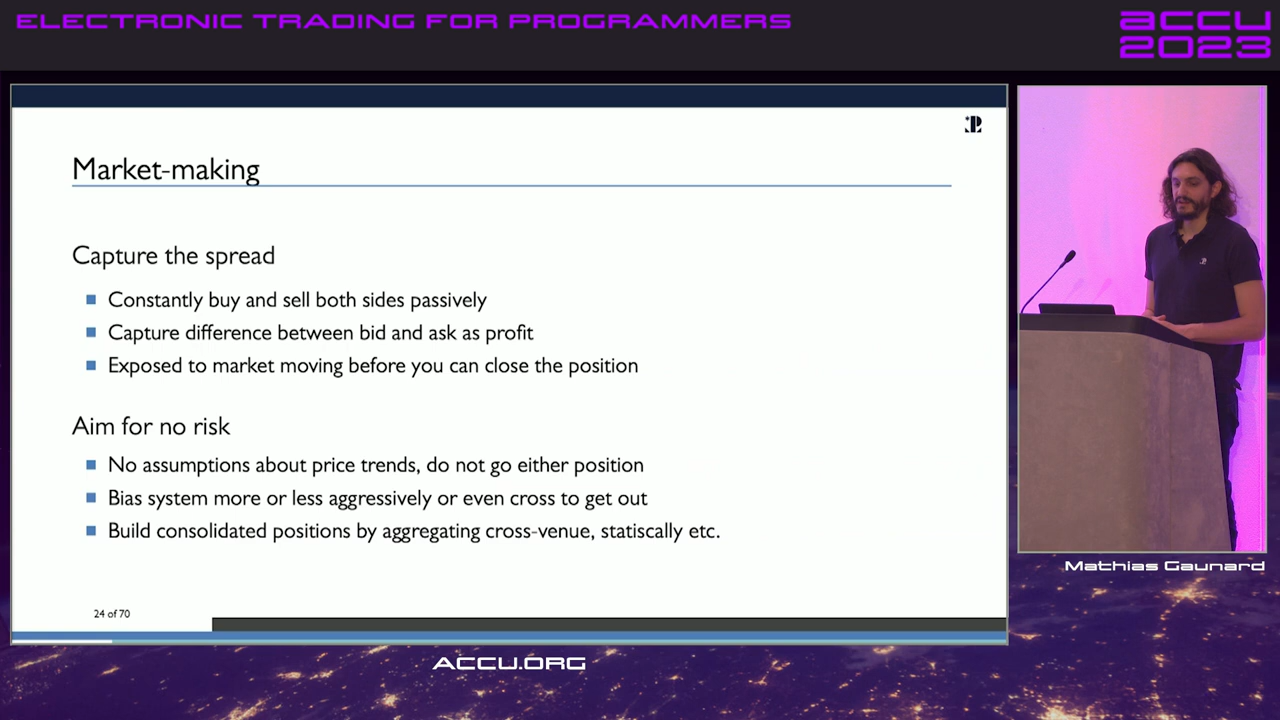 ELECTRONIC TRADING FOR PROGRAMMERS
accu
2023
Market-making
Capture the spread
Constantly buy and sell both sides passively
Capture difference between bid and ask as profit
Exposed to market moving before you can close the position
Aim for no risk
No assumptions about price trends, do not go either position
Bias system more or less aggressively or even cross to get out
Build consolidated positions by aggregating cross-venue, statiscally etc.
24 of 70
Mathias Gaunard
ACCU.ORG